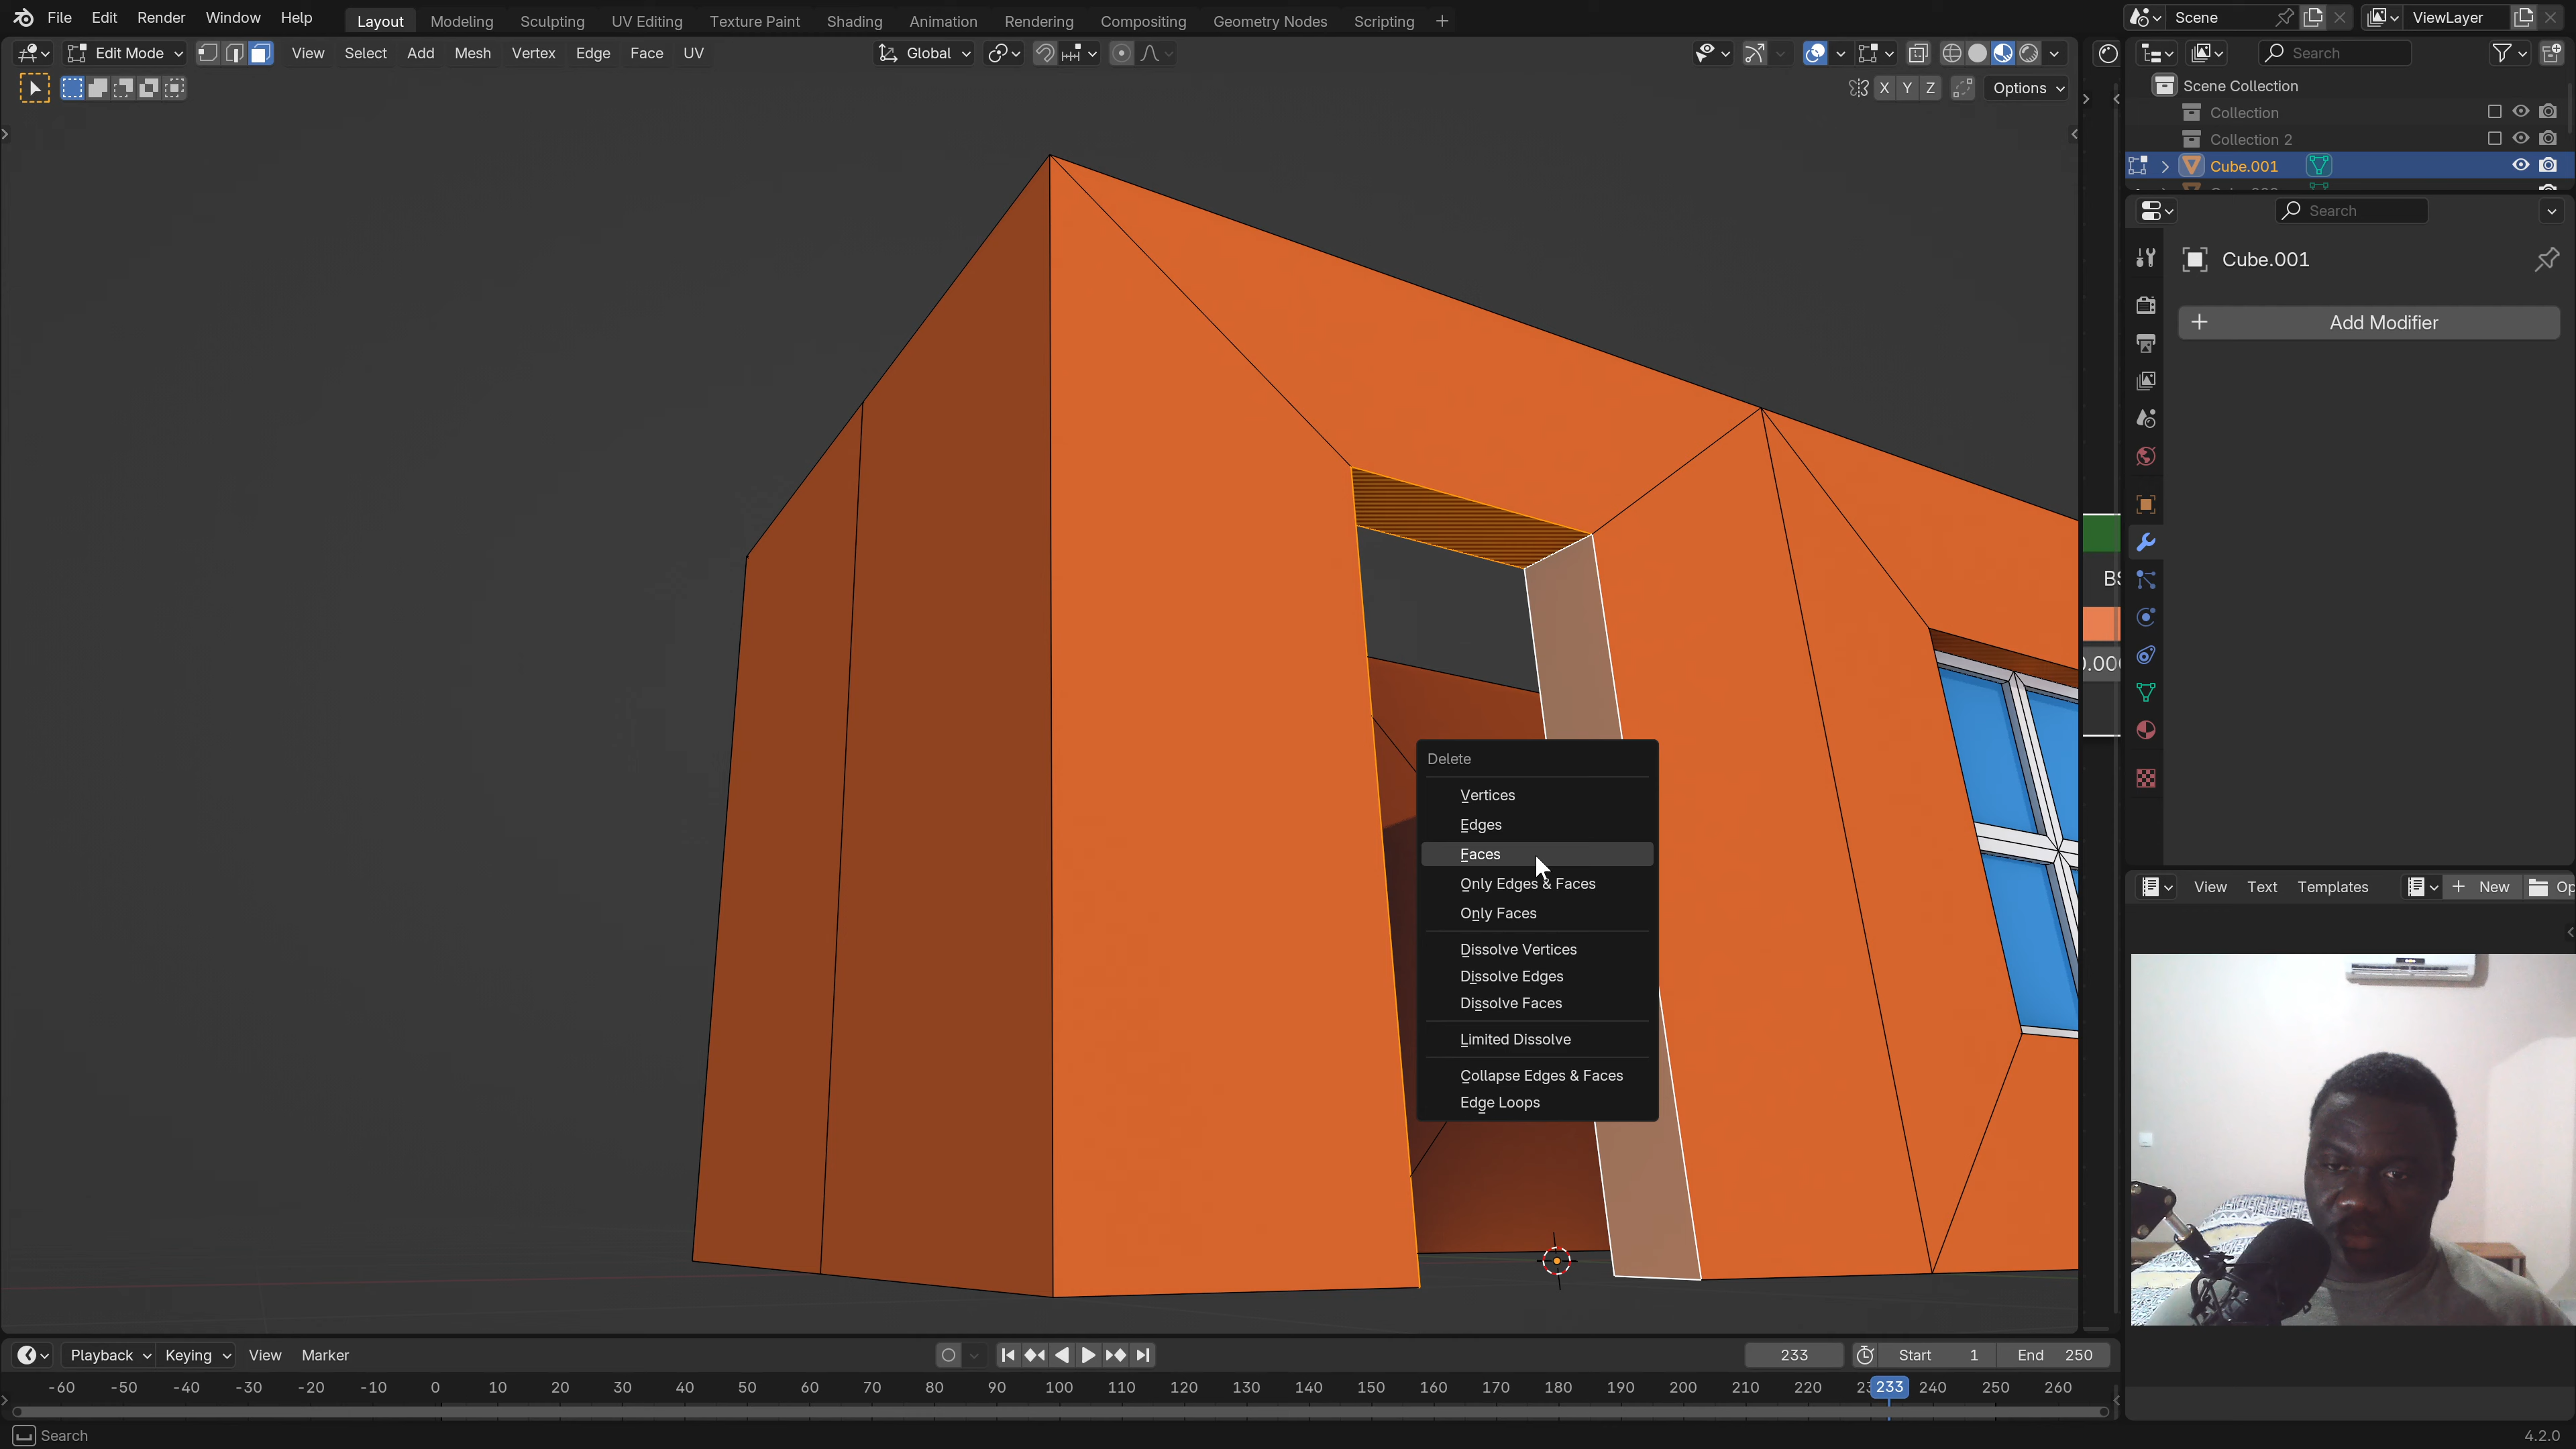 File Edit Render Window Help Layout Modeling Sculpting UV Editing Texture Paint Shading Animation Rendering Compositing Geometry Nodes Scripting + Scene ViewLayer
Edit Mode View Select Add Mesh Vertex Edge Face UV Global Search
X Y Z Options
Scene Collection
Collection
Collection 2
Cube.001
Search
Cube.001
+ Add Modifier
BS
0.00
Delete
Vertices
Edges
Faces
Only Edges & Faces
Only Faces
Dissolve Vertices
Dissolve Edges
Dissolve Faces
Limited Dissolve
Collapse Edges & Faces
Edge Loops
View Text Templates + New Op
Playback Keying View Marker 233 Start 1 End 250
-60 -50 -40 -30 -20 -10 0 10 20 30 40 50 60 70 80 90 100 110 120 130 140 150 160 170 180 190 200 210 220 23 233 240 250 260
Search 4.2.0